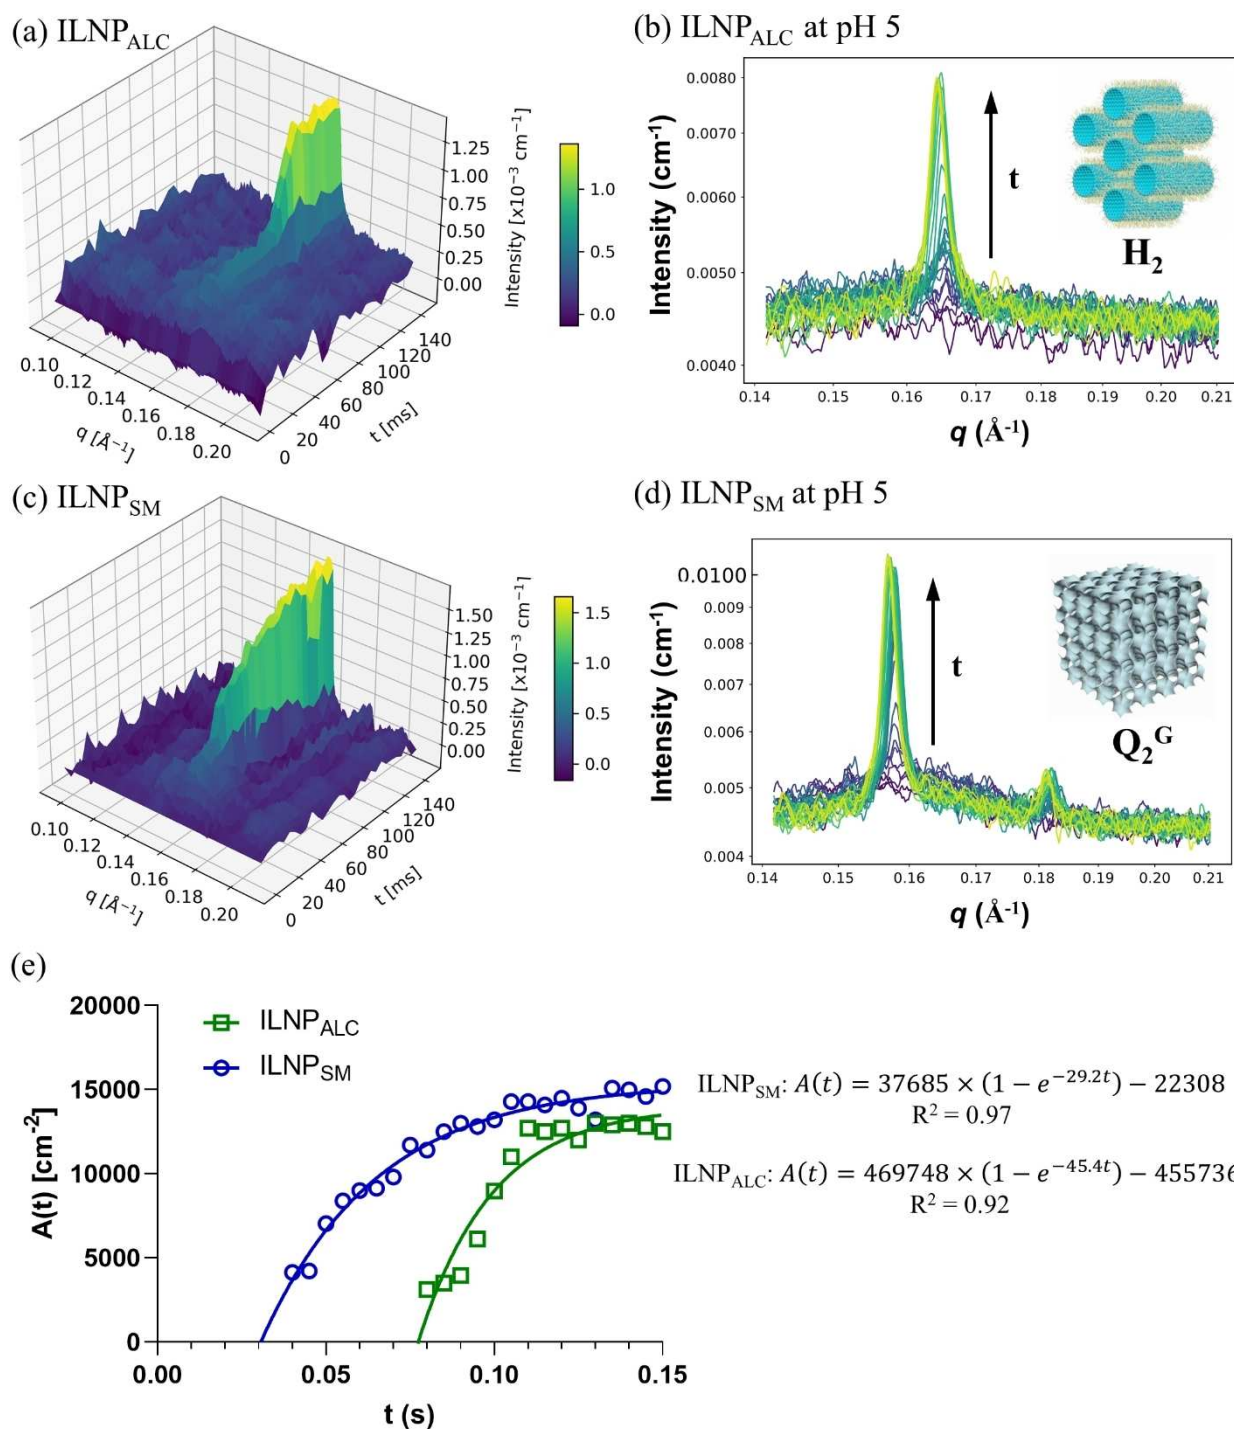 (a) ILNP_ALC
Intensity [x10⁻³ cm⁻¹]
1.25
1.00
0.75
0.50
0.25
0.00
1.0
0.5
0.0
0.10
0.12
0.14
0.16
0.18
0.20
q [Å⁻¹]
0
20
40
60
80
100
120
140
t [ms]
(b) ILNP_ALC at pH 5
0.0080
0.0070
0.0060
0.0050
0.0040
Intensity (cm⁻¹)
t
H₂
0.14 0.15 0.16 0.17 0.18 0.19 0.20 0.21
q (Å⁻¹)
(c) ILNP_SM
Intensity [x10⁻³ cm⁻¹]
1.50
1.25
1.00
0.75
0.50
0.25
0.00
1.5
1.0
0.5
0.0
0.10
0.12
0.14
0.16
0.18
0.20
q [Å⁻¹]
0
20
40
60
80
100
120
140
t [ms]
(d) ILNP_SM at pH 5
0.0100
0.009
0.008
0.007
0.006
0.005
0.004
Intensity (cm⁻¹)
t
Q₂ᴳ
0.14 0.15 0.16 0.17 0.18 0.19 0.20 0.21
q (Å⁻¹)
(e)
20000
15000
10000
5000
0
A(t) [cm⁻²]
ILNP_ALC
ILNP_SM
0.00 0.05 0.10 0.15
t (s)
ILNP_SM: A(t) = 37685 × (1 − e^{−29.2t}) − 22308
R² = 0.97
ILNP_ALC: A(t) = 469748 × (1 − e^{−45.4t}) − 455736
R² = 0.92